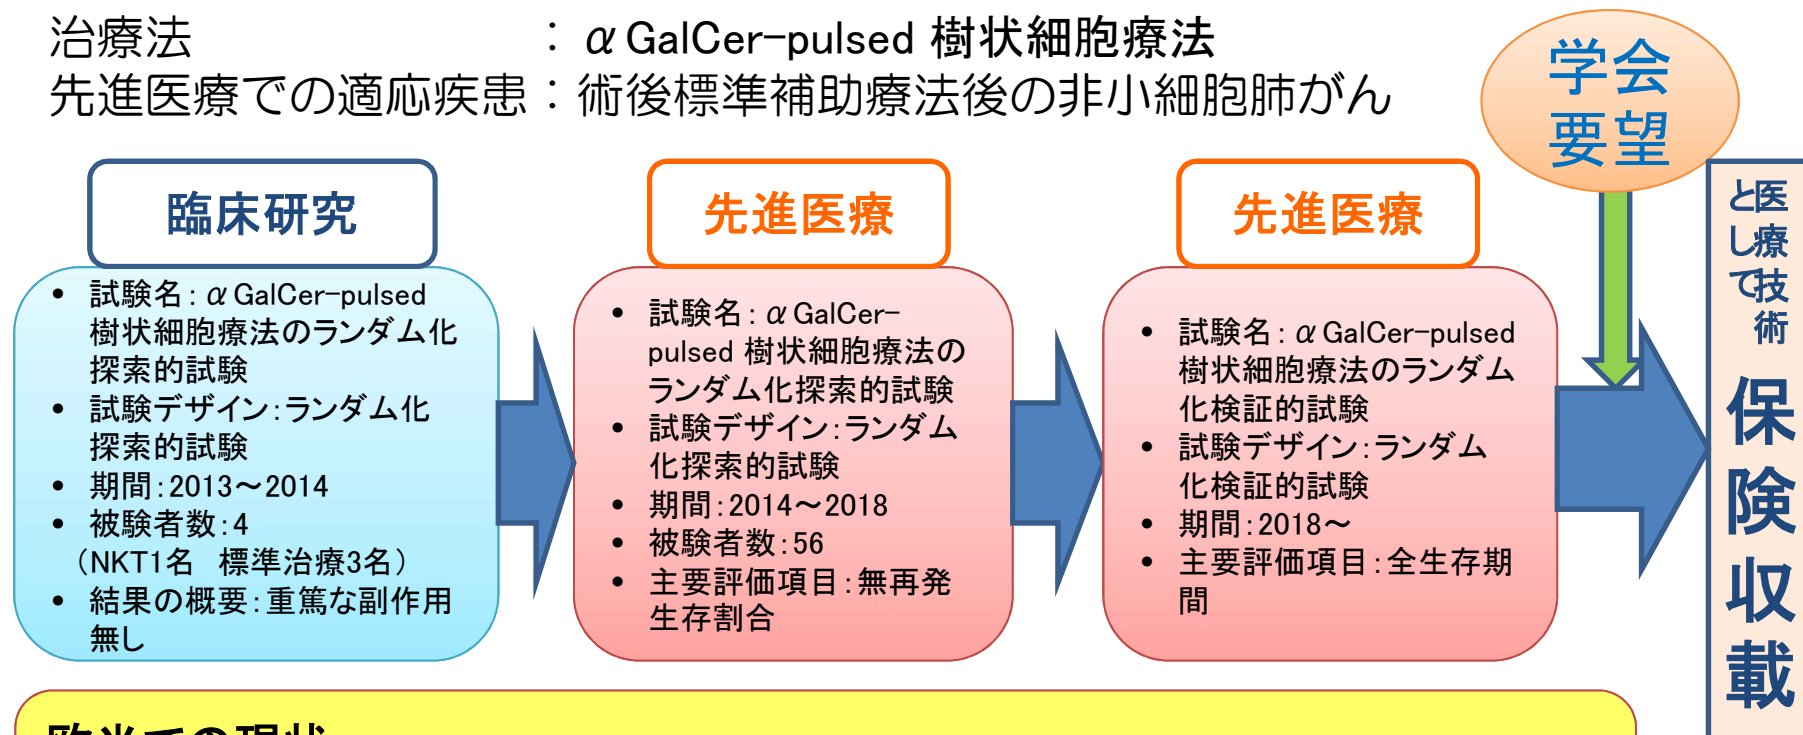 治療法　　　　　　　　：αGalCer-pulsed 樹状細胞療法
先進医療での適応疾患：術後標準補助療法後の非小細胞肺がん
学会
要望
臨床研究
• 試験名：αGalCer-pulsed
樹状細胞療法のランダム化
探索的試験
• 試験デザイン：ランダム化
探索的試験
• 期間：2013～2014
• 被験者数：4
（NKT1名　標準治療3名）
• 結果の概要：重篤な副作用
無し
先進医療
• 試験名：αGalCer-
pulsed 樹状細胞療法の
ランダム化探索的試験
• 試験デザイン：ランダム
化探索的試験
• 期間：2014～2018
• 被験者数：56
• 主要評価項目：無再発
生存割合
先進医療
• 試験名：αGalCer-pulsed
樹状細胞療法のランダム
化検証的試験
• 試験デザイン：ランダム
化検証的試験
• 期間：2018～
• 主要評価項目：全生存期
間
医療技術
として
保険収載